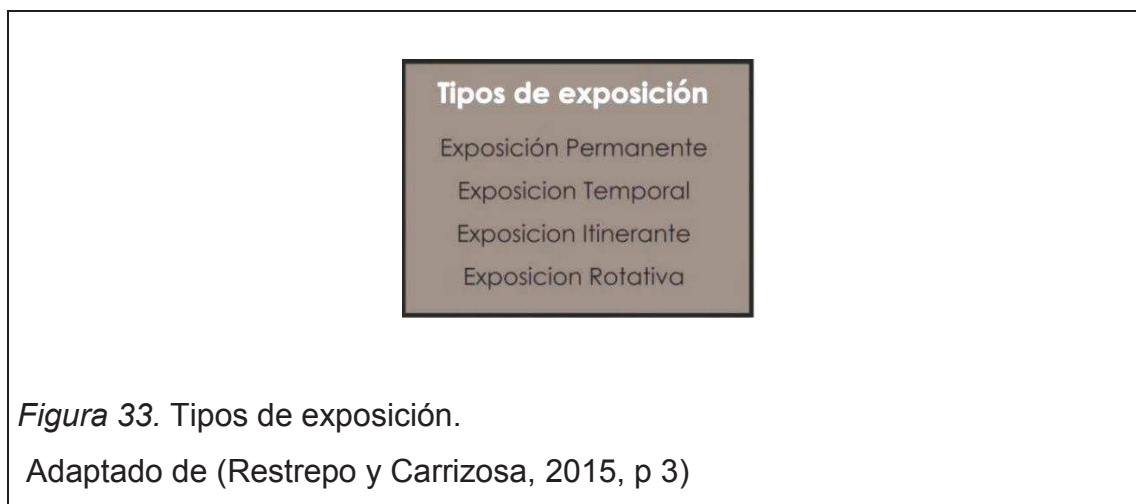 Tipos de exposición
Exposición Permanente
Exposicion Temporal
Exposicion Itinerante
Exposicion Rotativa
Figura 33. Tipos de exposición.
Adaptado de (Restrepo y Carrizosa, 2015, p 3)